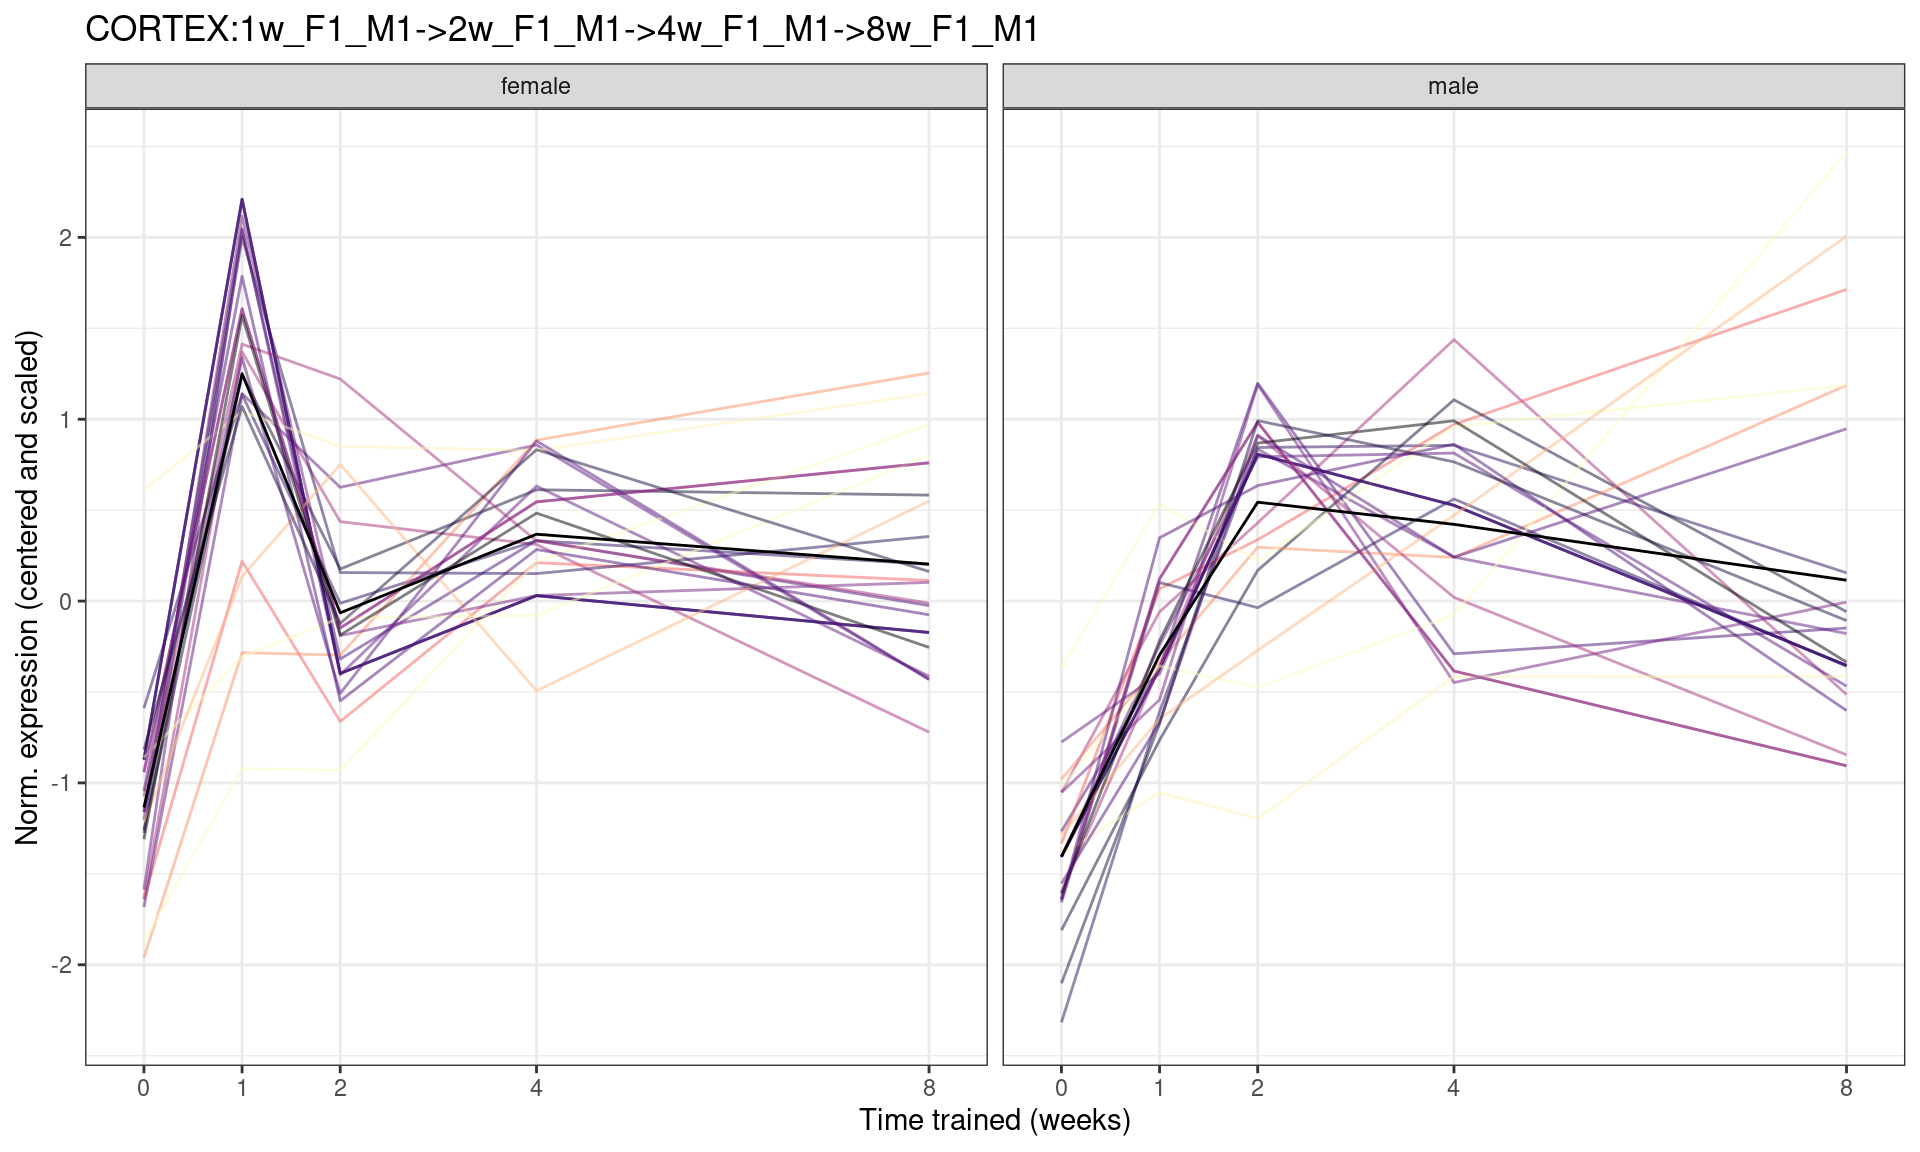 CORTEX:1w_F1_M1->2w_F1_M1->4w_F1_M1->8w_F1_M1
female
male
Norm. expression (centered and scaled)
2
1
0
-1
-2
0 1 2 4 8
0 1 2 4 8
Time trained (weeks)